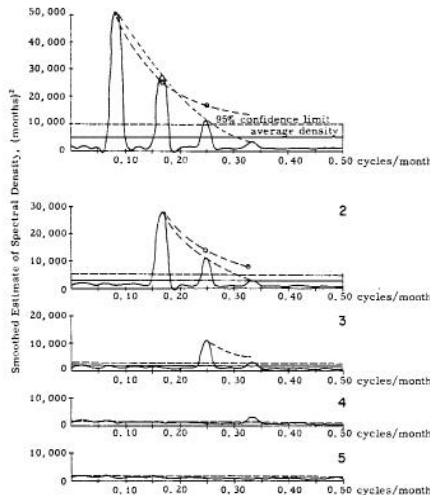 Smoothed Estimate of Spectral Density, (months)²
50,000
40,000
30,000
20,000
10,000
0
95% confidence limit
average density
0.10 0.20 0.30 0.40 0.50 cycles/month
2
30,000
20,000
10,000
0
0.10 0.20 0.30 0.40 0.50 cycles/month
3
20,000
10,000
0
0.10 0.20 0.30 0.40 0.50 cycles/month
4
10,000
0
0.10 0.20 0.30 0.40 0.50 cycles/month
5
10,000
0
0.10 0.20 0.30 0.40 0.50 cycles/month